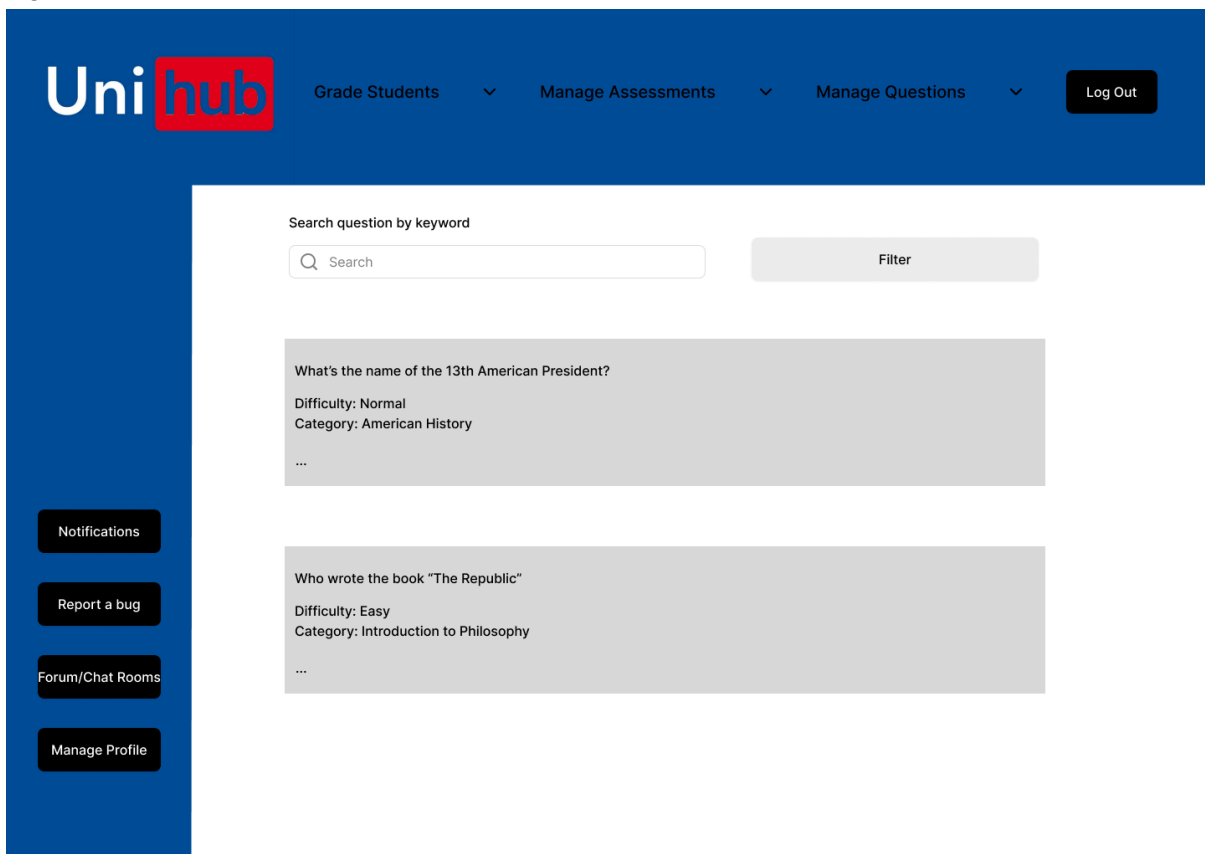 Uni hub
Grade Students
Manage Assessments
Manage Questions
Log Out
Search question by keyword
Search
Filter
What's the name of the 13th American President?
Difficulty: Normal
Category: American History
...
Notifications
Who wrote the book “The Republic”
Report a bug
Difficulty: Easy
Category: Introduction to Philosophy
...
Forum/Chat Rooms
Manage Profile